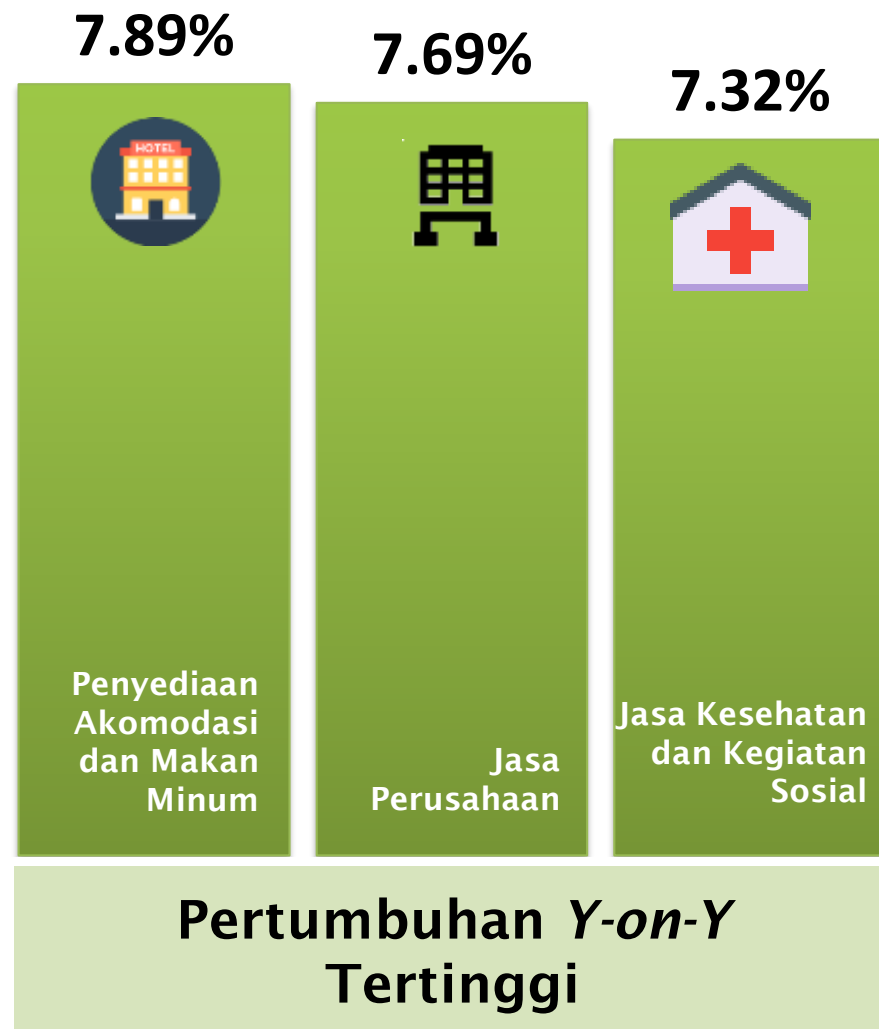 7.89%
7.69%
7.32%
HOTEL
Penyediaan
Akomodasi
dan Makan
Minum
Jasa
Perusahaan
Jasa Kesehatan
dan Kegiatan
Sosial
Pertumbuhan Y-on-Y
Tertinggi